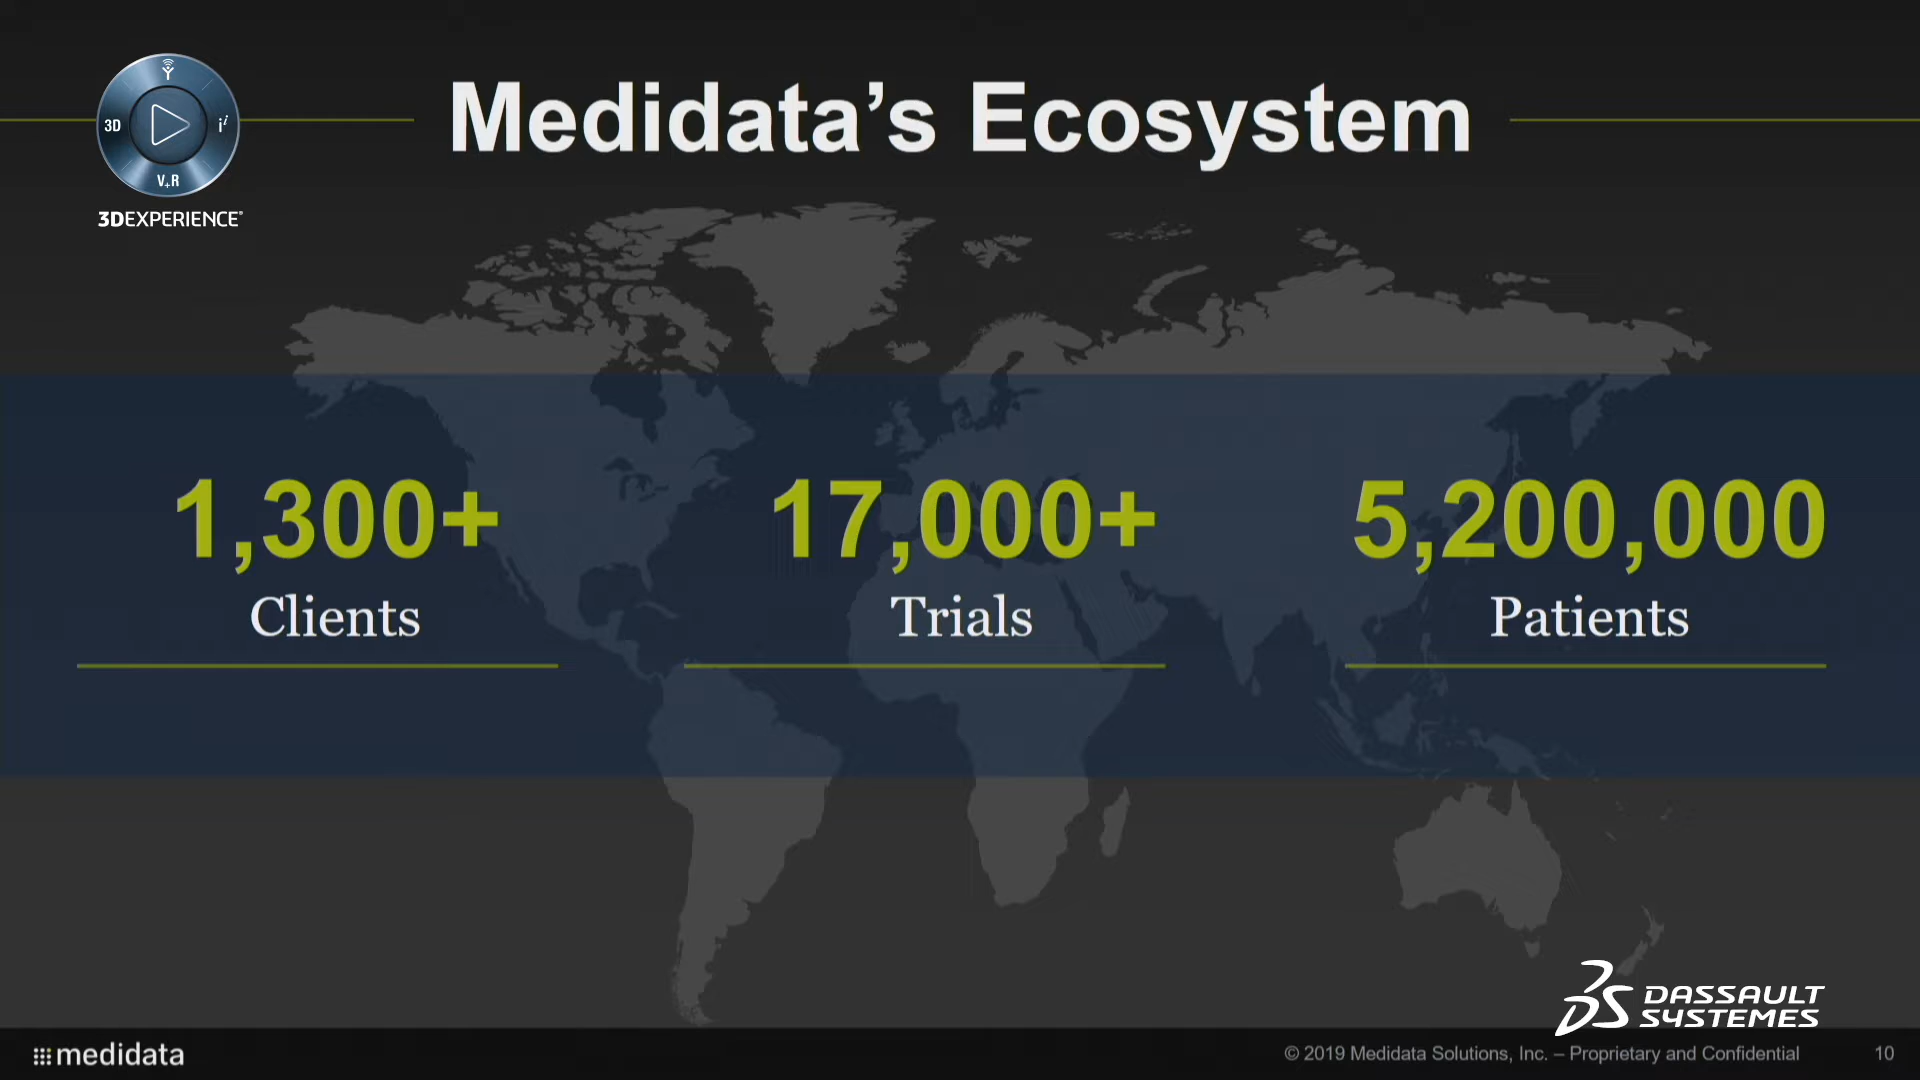 Medidata’s Ecosystem
3D
i i
V+R
3DEXPERIENCE®
1,300+
Clients
17,000+
Trials
5,200,000
Patients
DASSAULT
SYSTEMES
medidata
© 2019 Medidata Solutions, Inc. – Proprietary and Confidential
10